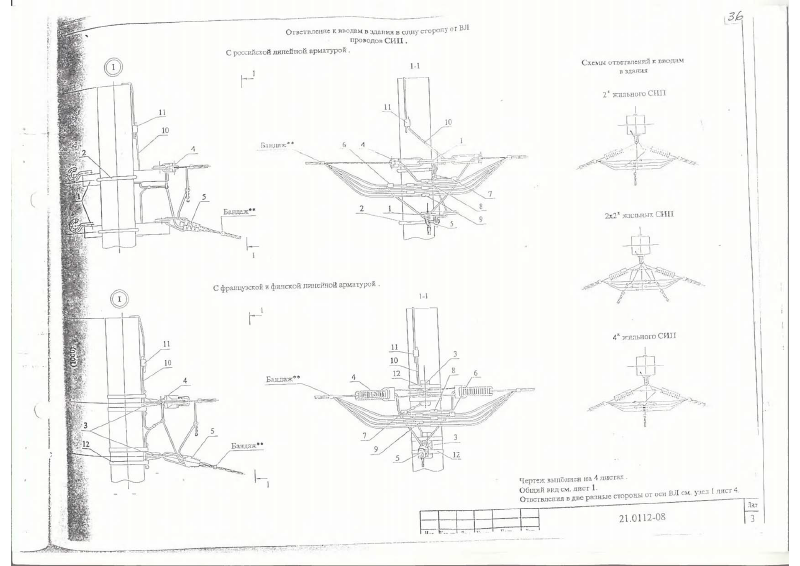 36
Ответвление к вводам в здания в одну сторону от ВЛ
проводов СИП .
С российской линейной арматурой .
1
1
1-1
11
10
2
4
1
5
Бандаж**
1
11
10
6 4 1
Бандаж**
2 1
7
8
9
5
Схемы ответвлений к вводам
в здания
2* жильного СИП
2х2* жильных СИП
4* жильного СИП
С французской и финской линейной арматурой .
1
1
1-1
11
10
4
3
12
5
Бандаж**
1
11
10
12
3
8
6
4
Бандаж**
7
9
5
3
12
Чертеж выполнен на 4 листах .
Общий вид см. лист 1.
Ответвления в две разные стороны от оси ВЛ см. узел 1 лист 4.
21.0112-08
Лист
3